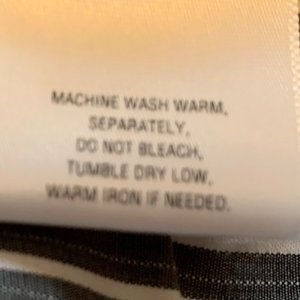 MACHINE WASH WARM,
SEPARATELY,
DO NOT BLEACH,
TUMBLE DRY LOW,
WARM IRON IF NEEDED.